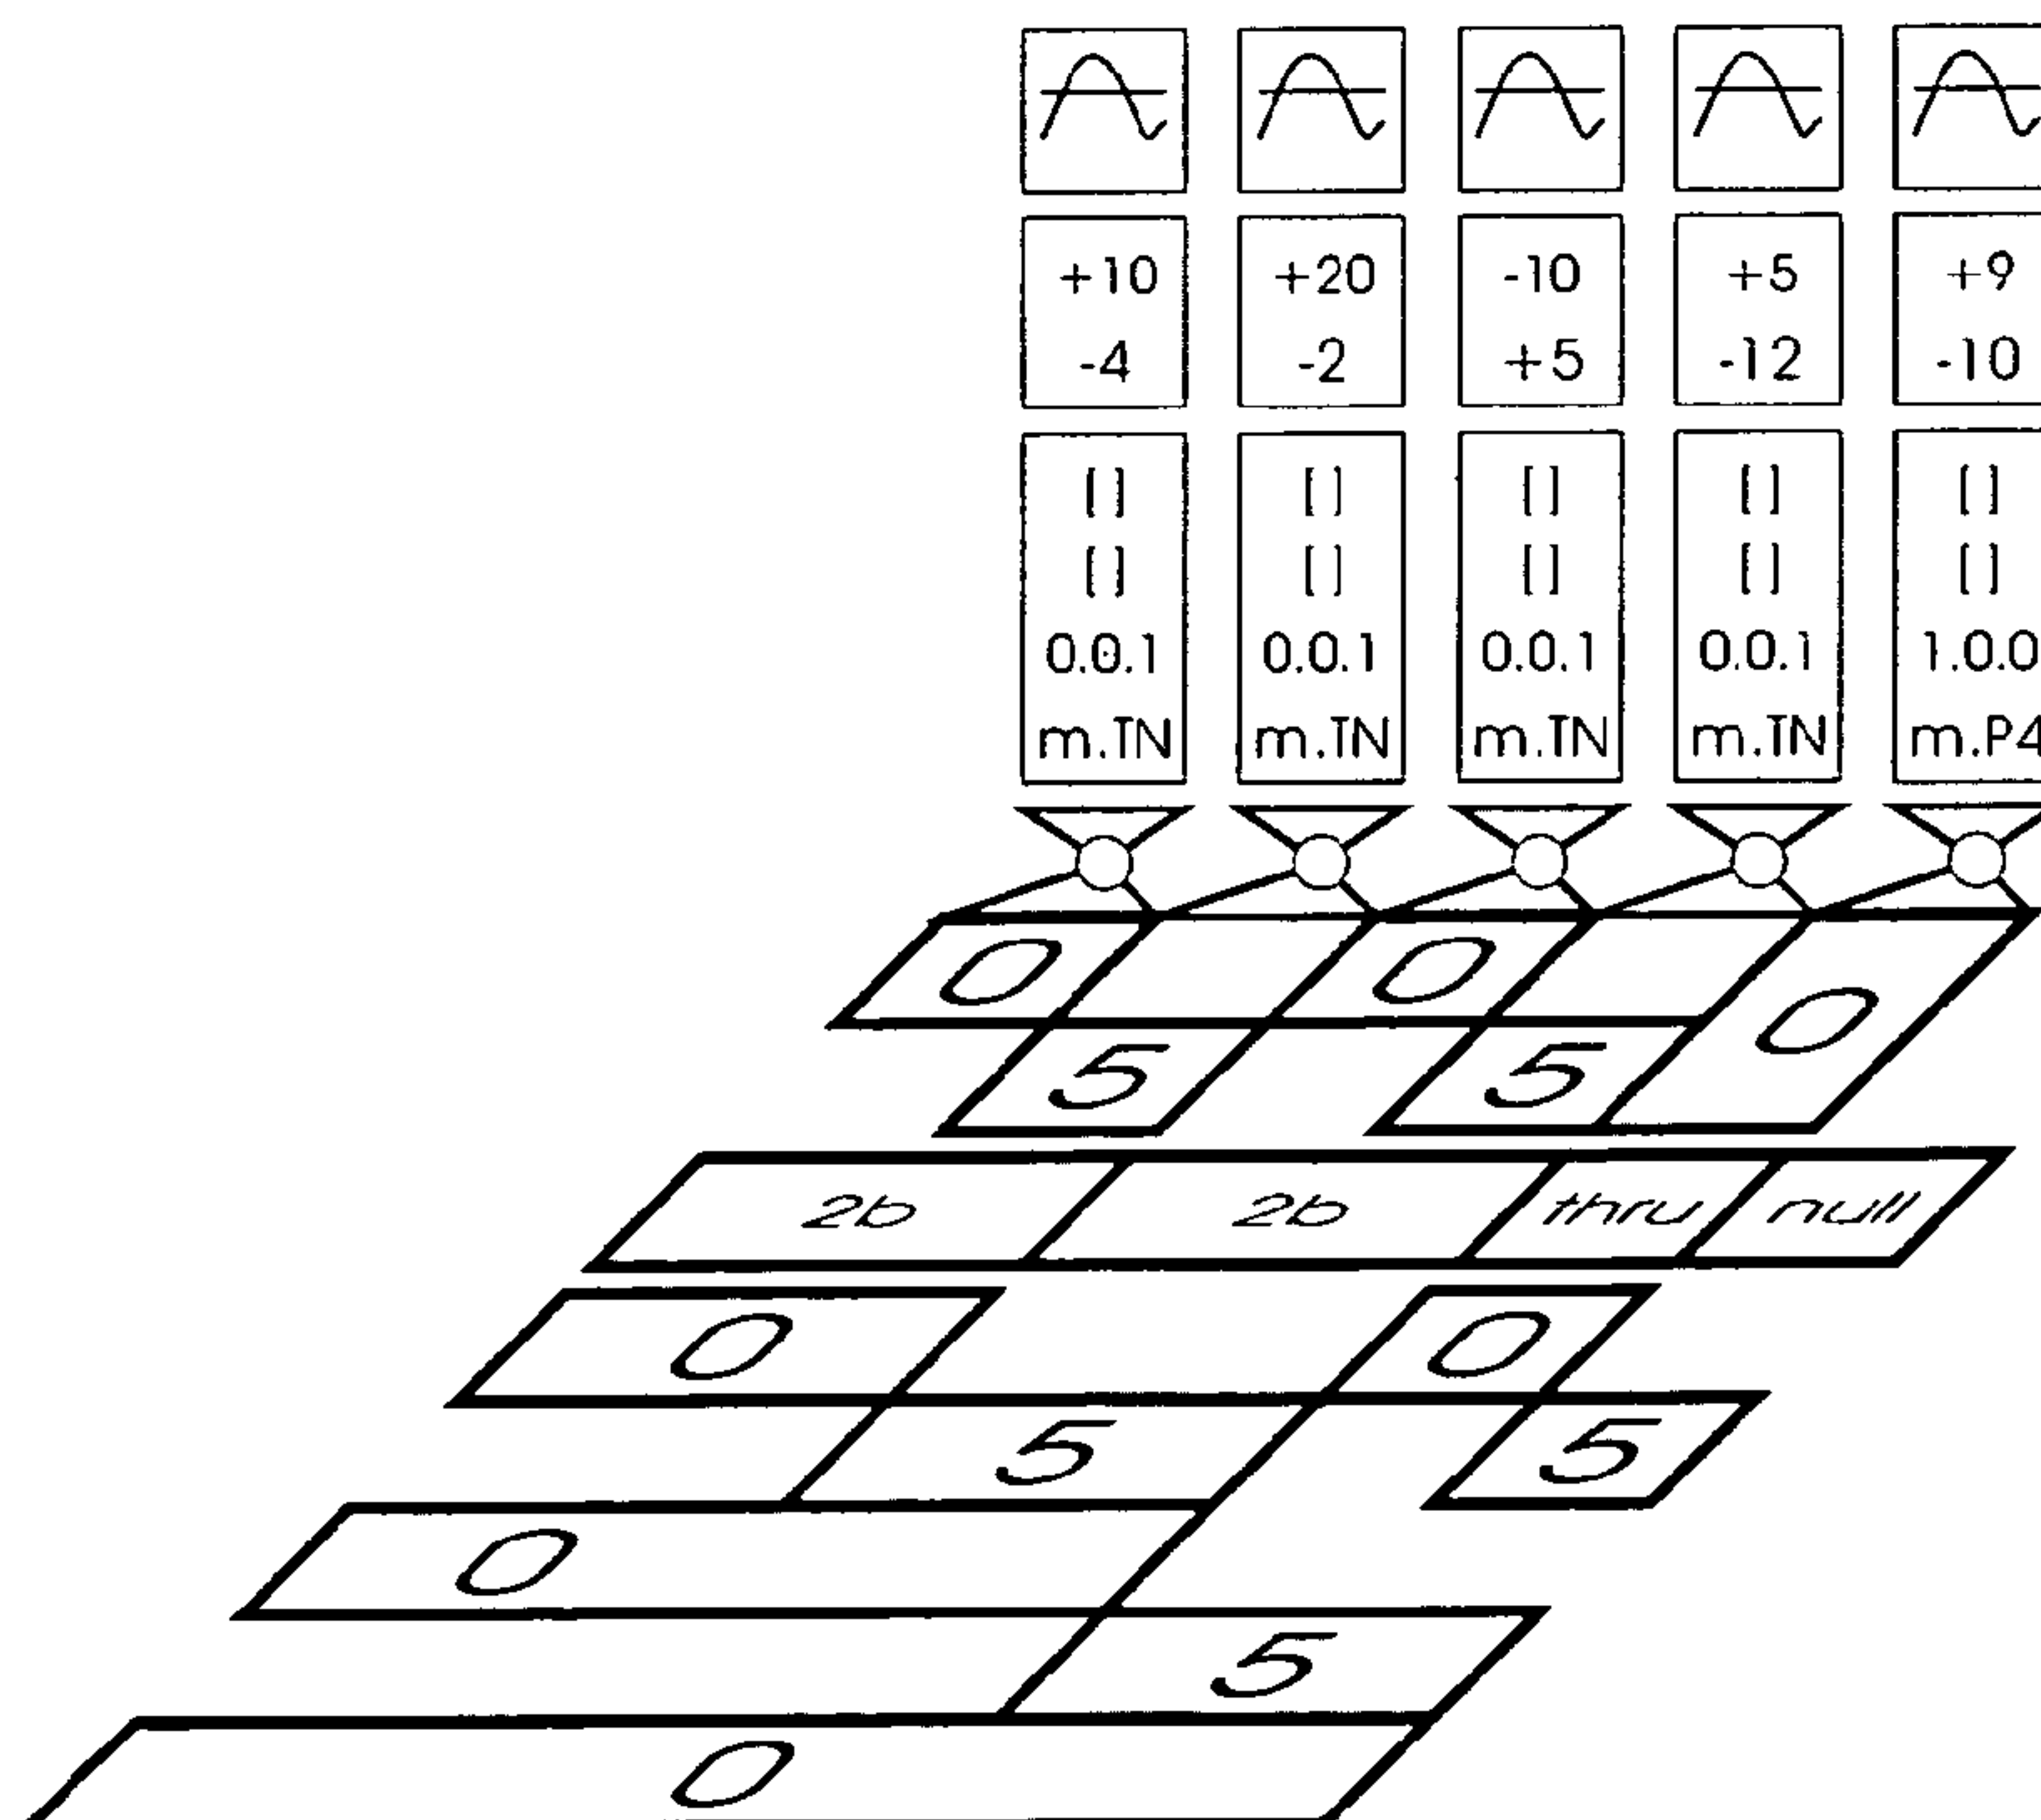 +10 +20 -10 +5 +9
-4 -2 +5 -12 -10
[] [] [] [] []
[] [] [] [] []
0.0.1 0.0.1 0.0.1 0.0.1 1.0.0
m.TN m.TN m.TN m.TN m.P4
0 0 0
5 5
2b 2b thru null
0 0
5 5
0
5
0